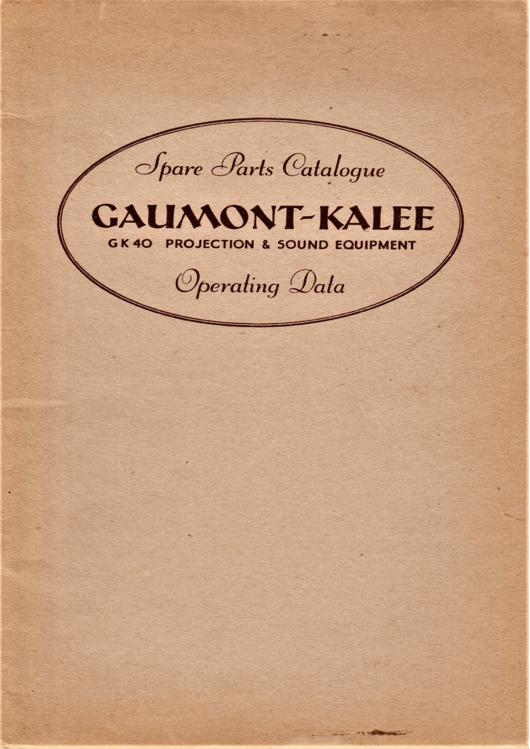 Spare Parts Catalogue
GAUMONT-KALEE
GK40 PROJECTION & SOUND EQUIPMENT
Operating Data